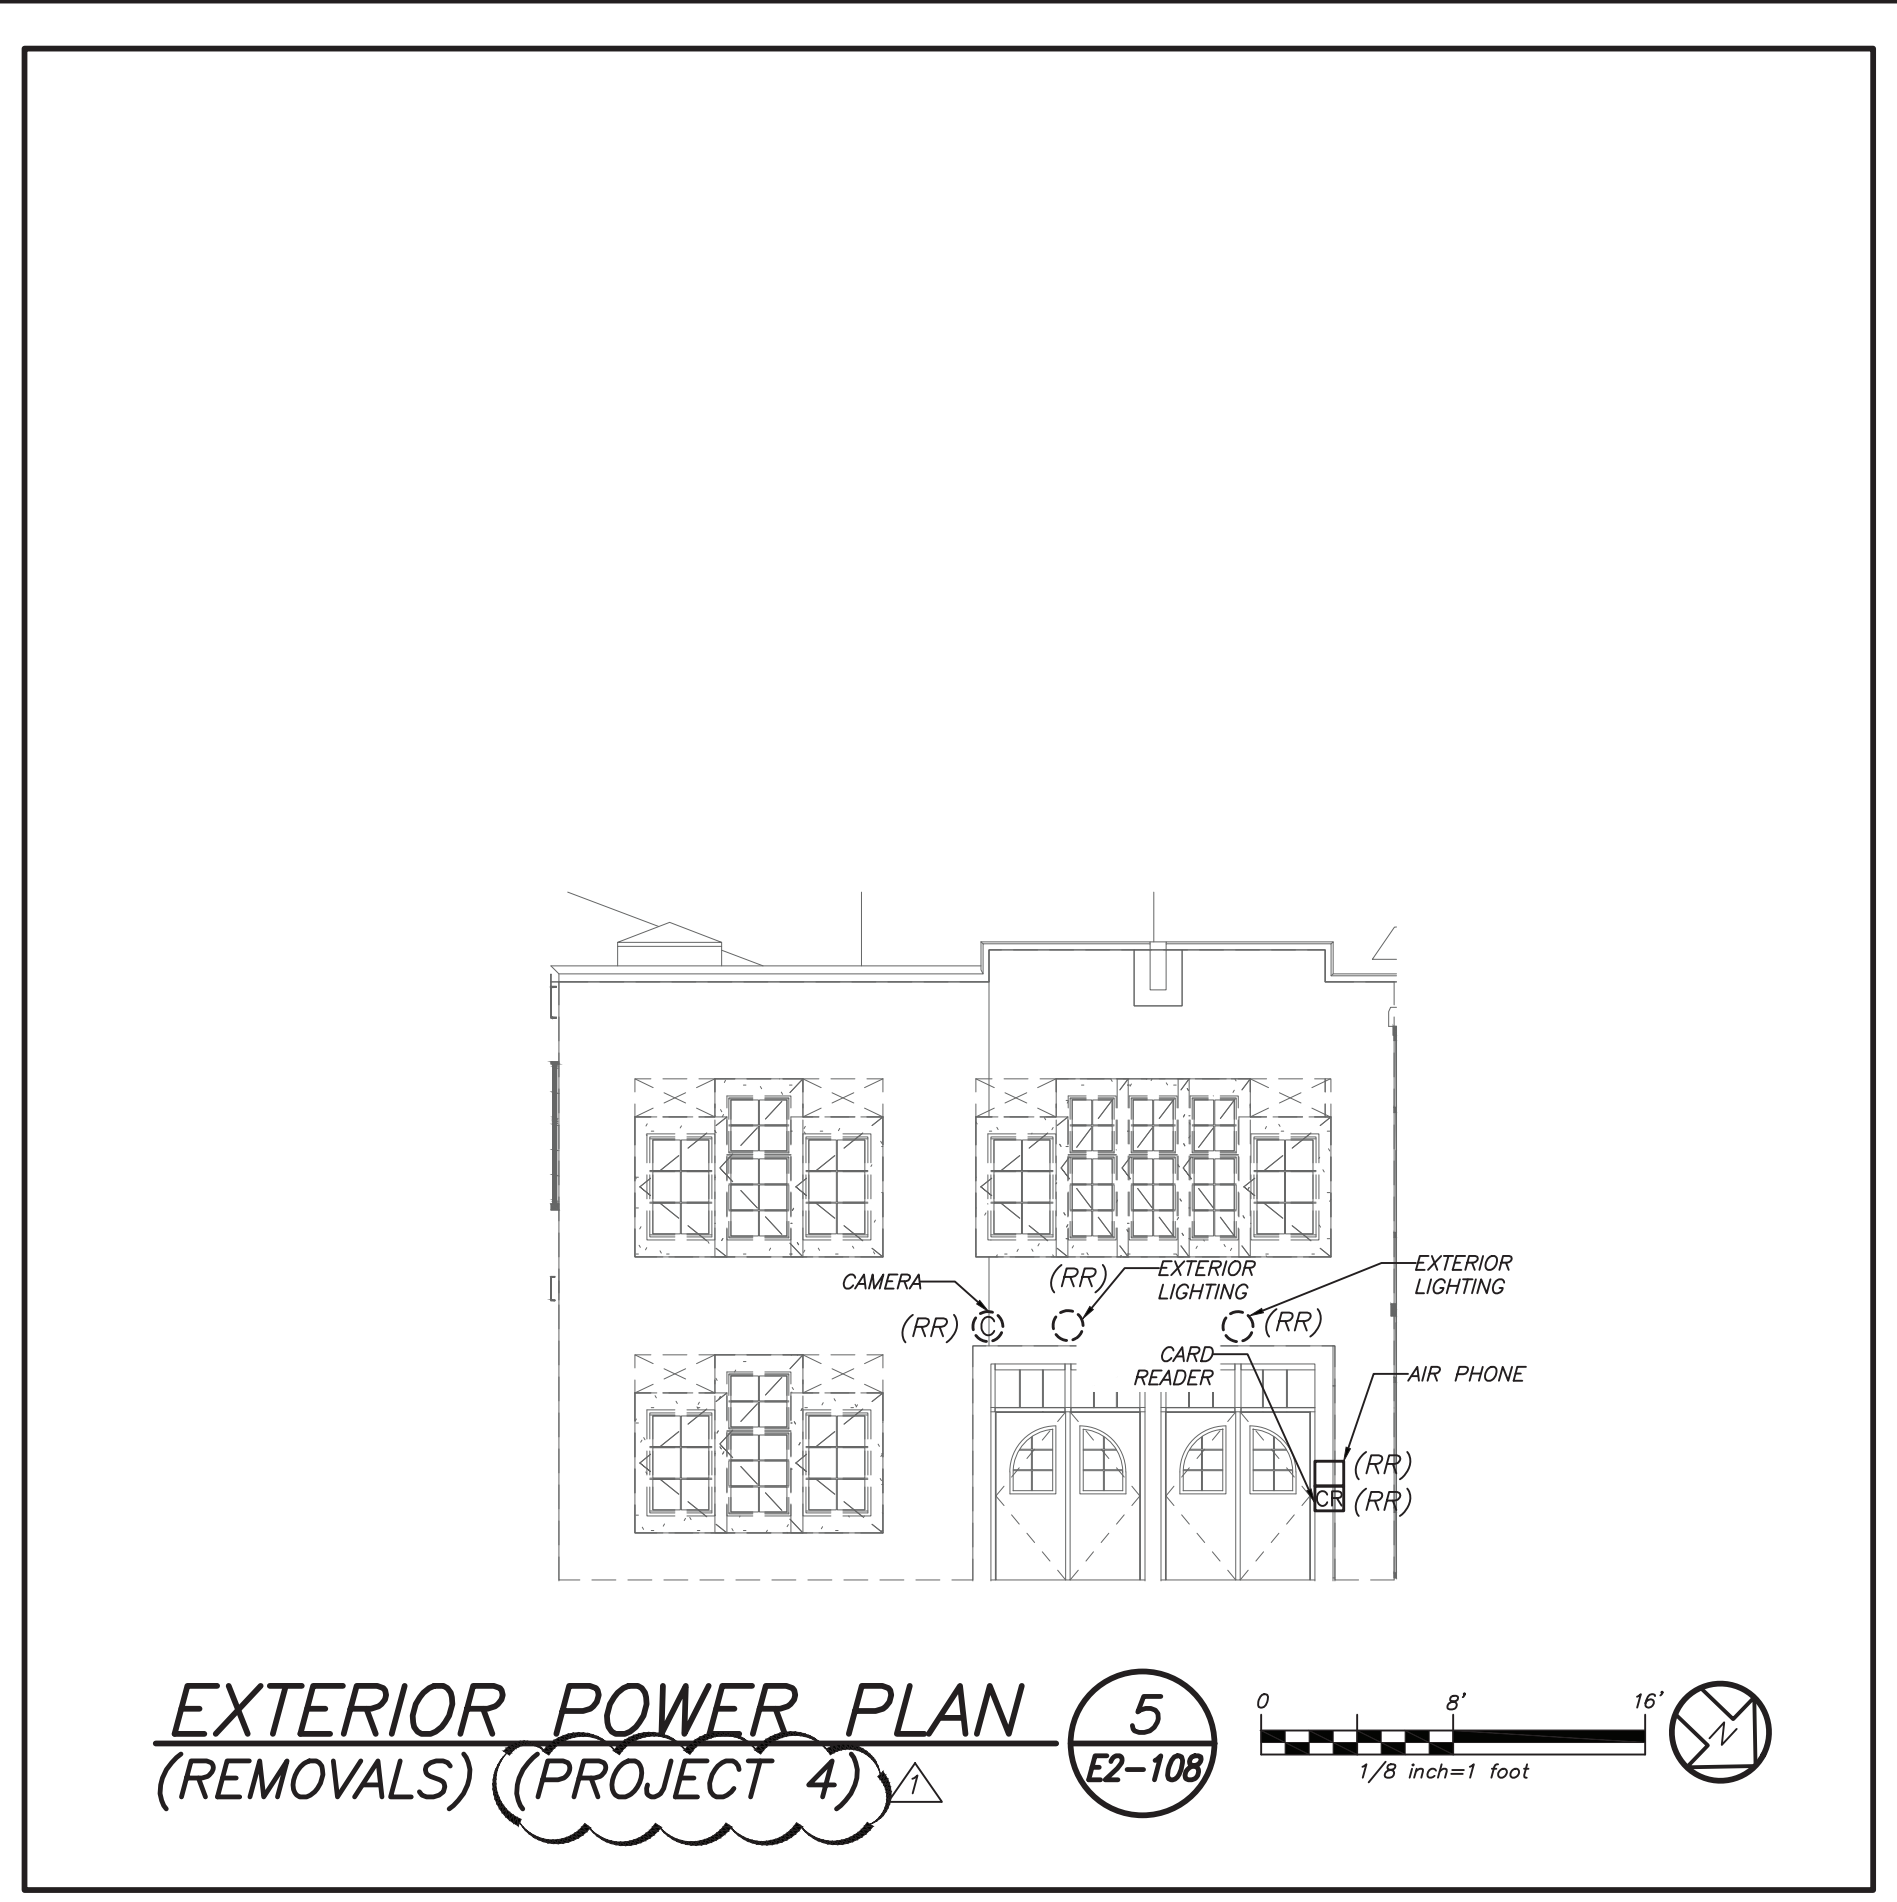 CAMERA
(RR)
C
(RR)
EXTERIOR
LIGHTING
EXTERIOR
LIGHTING
(RR)
CARD
READER
AIR PHONE
(RR)
CR
(RR)
EXTERIOR POWER PLAN
(REMOVALS) (PROJECT 4)
1
5
E2-108
0 8' 16'
1/8 inch=1 foot
N